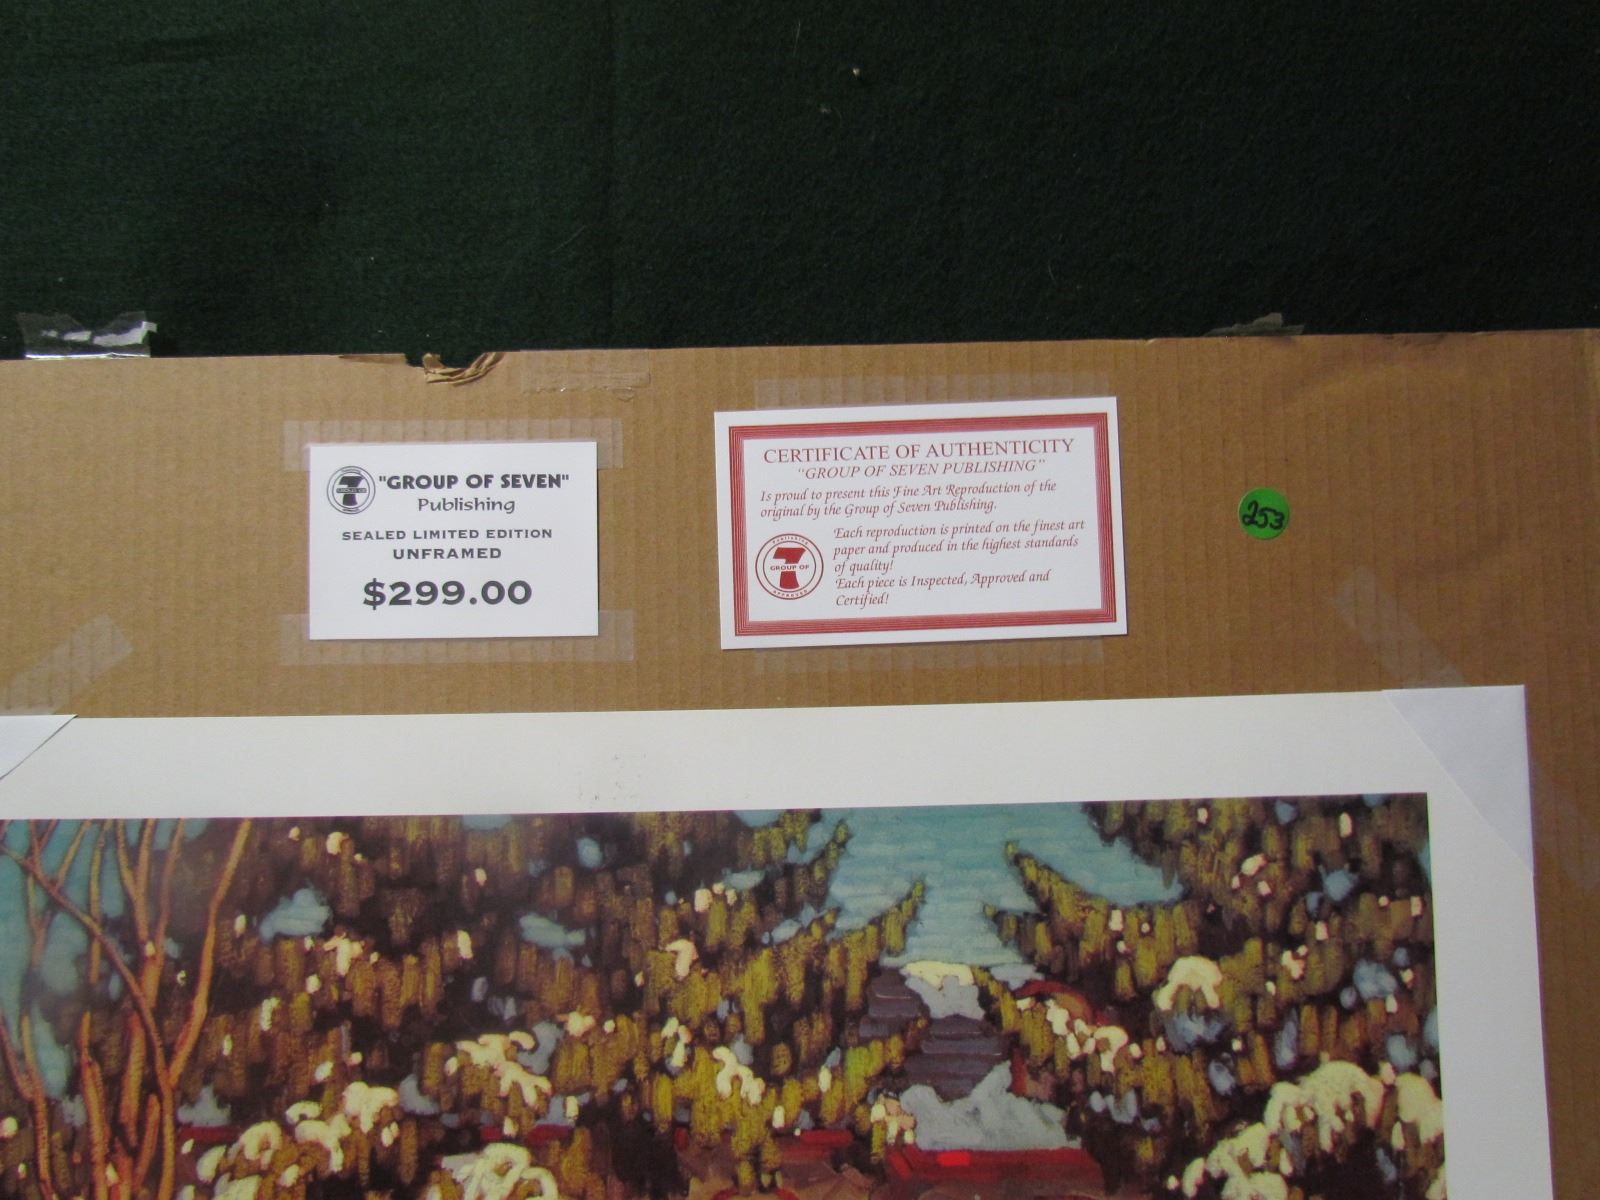 "GROUP OF SEVEN"
Publishing
SEALED LIMITED EDITION
UNFRAMED
$299.00
CERTIFICATE OF AUTHENTICITY
"GROUP OF SEVEN PUBLISHING"
Is proud to present this Fine Art Reproduction of the
original by the Group of Seven Publishing.
Each reproduction is printed on the finest art
paper and produced in the highest standards
of quality!
Each piece is Inspected, Approved and
Certified!
PUBLISHING
7
GROUP OF
APPROVED
253